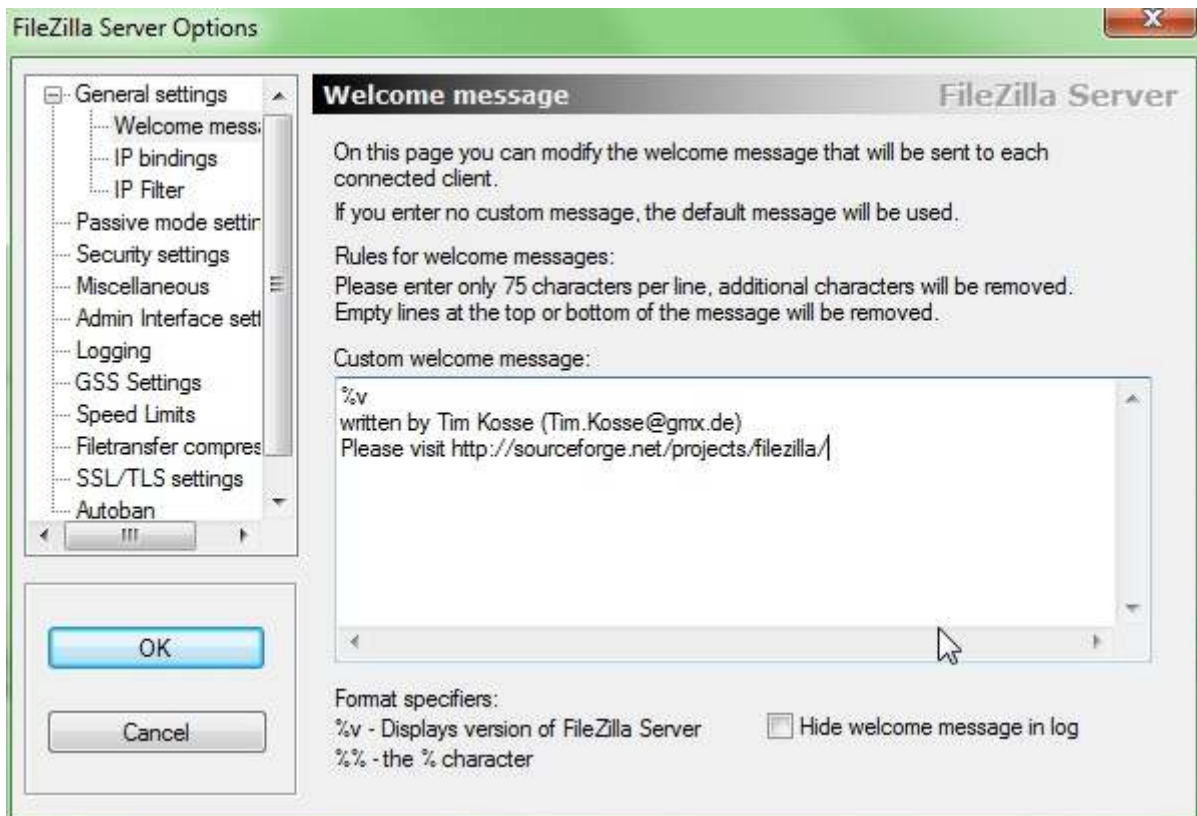 FileZilla Server Options
General settings
Welcome mess
IP bindings
IP Filter
Passive mode settin
Security settings
Miscellaneous
Admin Interface sett
Logging
GSS Settings
Speed Limits
Filetransfer compres
SSL/TLS settings
Autoban
OK
Cancel
Welcome message
FileZilla Server
On this page you can modify the welcome message that will be sent to each
connected client.
If you enter no custom message, the default message will be used.
Rules for welcome messages:
Please enter only 75 characters per line, additional characters will be removed.
Empty lines at the top or bottom of the message will be removed.
Custom welcome message:
%v
written by Tim Kosse (Tim.Kosse@gmx.de)
Please visit http://sourceforge.net/projects/filezilla/
Format specifiers:
%v - Displays version of FileZilla Server
%% - the % character
Hide welcome message in log